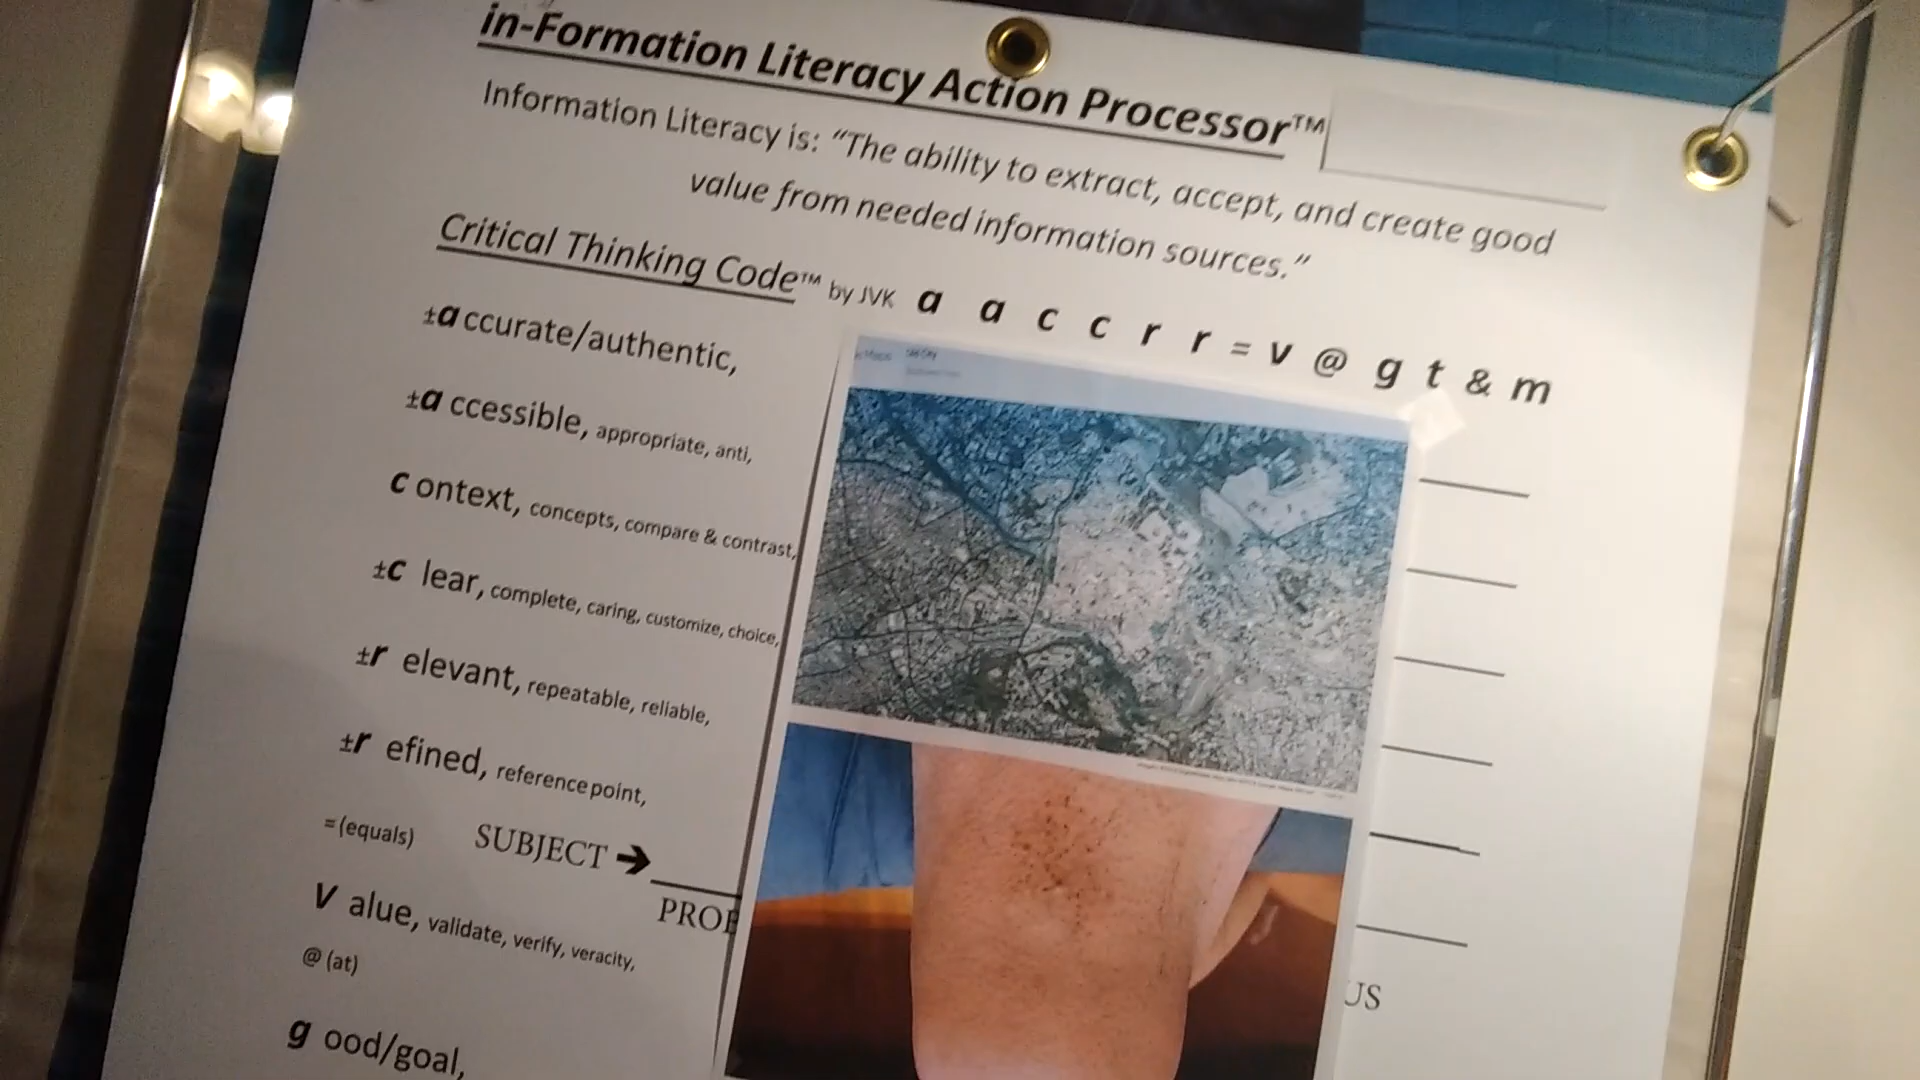 in-Formation Literacy Action Processor™
Information Literacy is: “The ability to extract, accept, and create good
value from needed information sources.”
Critical Thinking Code™ by JVK a a c c r r = v @ g t & m
±accurate/authentic,
±a ccessible, appropriate, anti,
c ontext, concepts, compare & contrast,
±c lear, complete, caring, customize, choice,
±r elevant, repeatable, reliable,
±r efined, reference point,
=(equals) SUBJECT ➔
V alue, validate, verify, veracity,
PROB
@ (at)
US
g ood/goal,